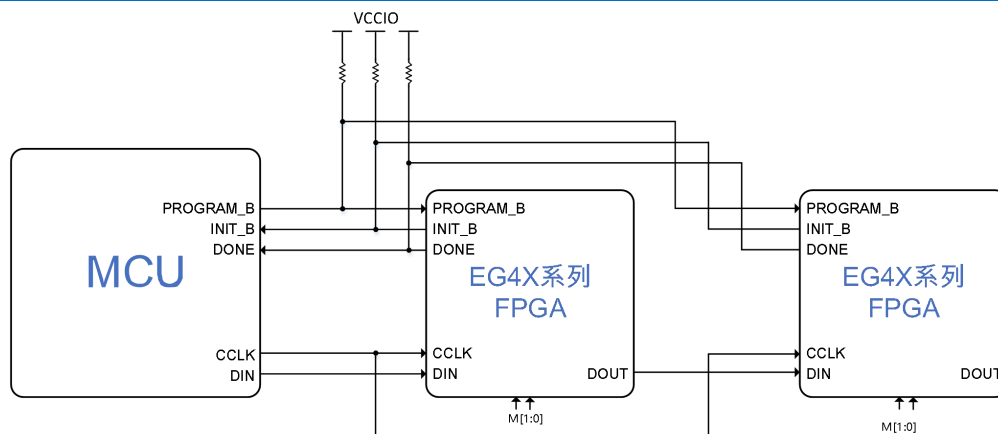 VCCIO
PROGRAM_B
INIT_B
DONE
MCU
CCLK
DIN
PROGRAM_B
INIT_B
DONE
EG4X系列
FPGA
CCLK
DIN
DOUT
M[1:0]
PROGRAM_B
INIT_B
DONE
EG4X系列
FPGA
CCLK
DIN
DOUT
M[1:0]